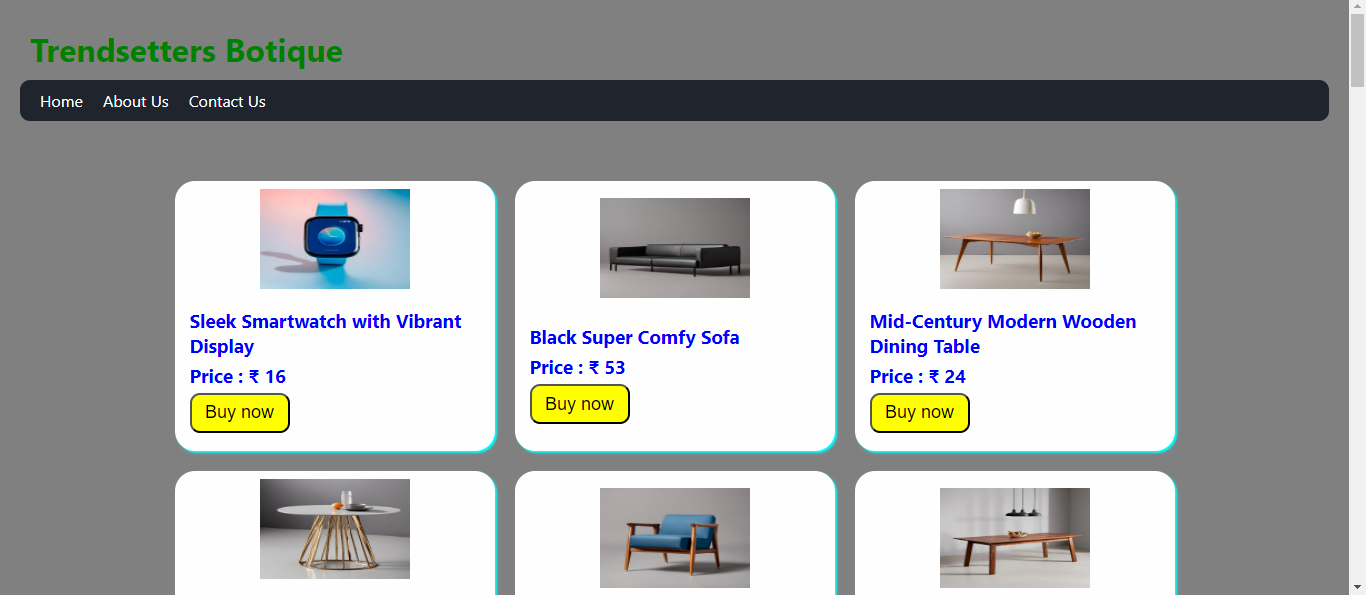 Trendsetters Botique
Home About Us Contact Us
Sleek Smartwatch with Vibrant
Display
Price : ₹ 16
Buy now
Black Super Comfy Sofa
Price : ₹ 53
Buy now
Mid-Century Modern Wooden
Dining Table
Price : ₹ 24
Buy now